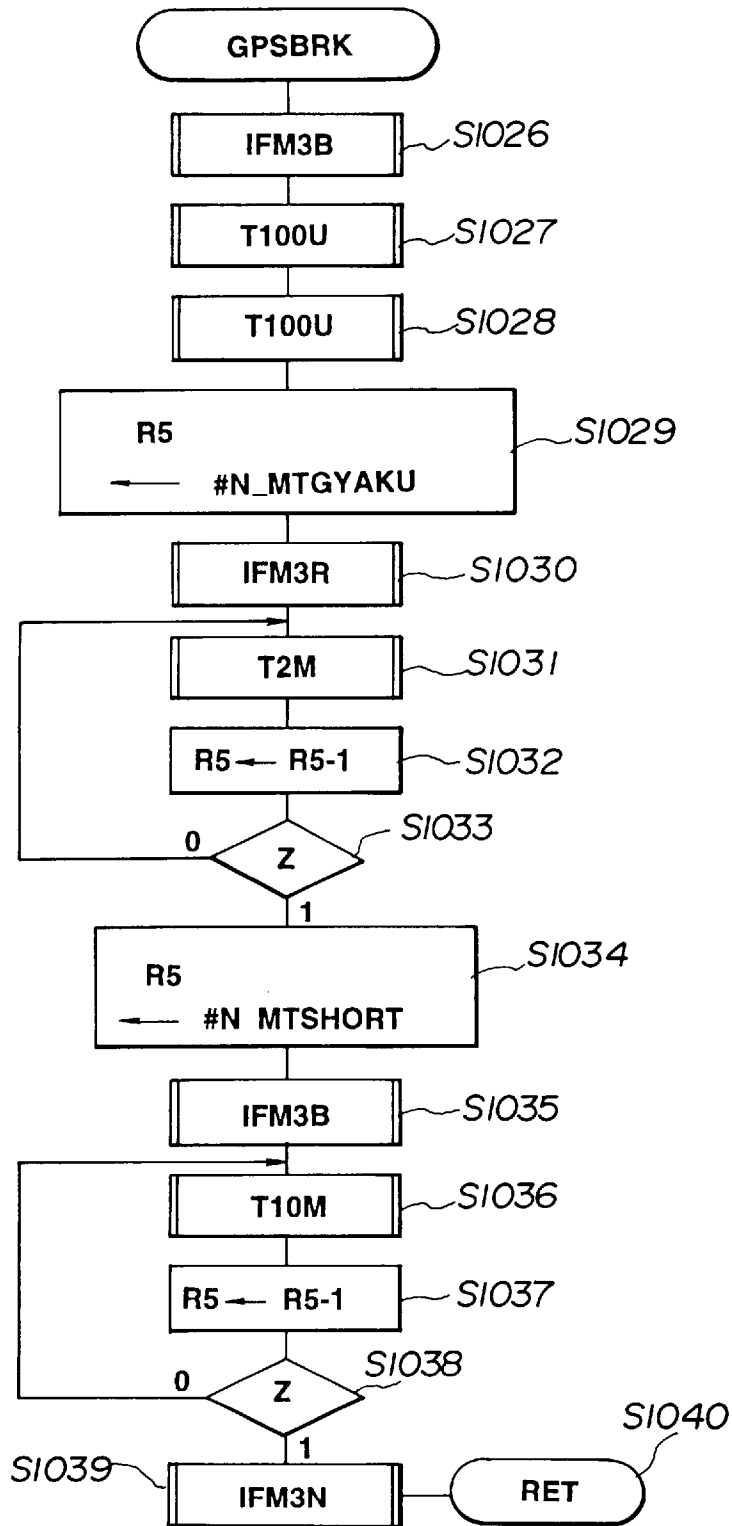 GPSBRK
IFM3B S1026
T100U S1027
T100U S1028
R5 S1029
← #N_MTGYAKU
IFM3R S1030
T2M S1031
R5 ← R5-1 S1032
0 Z S1033
1
R5 S1034
← #N MTSHORT
IFM3B S1035
T10M S1036
R5 ← R5-1 S1037
0 Z S1038
1
S1039 IFM3N RET S1040